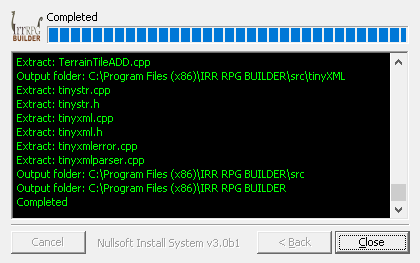 IRRRPG
BUILDER
Completed
Extract: TerrainTileADD.cpp
Output folder: C:\Program Files (x86)\IRR RPG BUILDER\src\tinyXML
Extract: tinystr.cpp
Extract: tinystr.h
Extract: tinyxml.cpp
Extract: tinyxml.h
Extract: tinyxmlerror.cpp
Extract: tinyxmlparser.cpp
Output folder: C:\Program Files (x86)\IRR RPG BUILDER\src
Output folder: C:\Program Files (x86)\IRR RPG BUILDER
Completed
Cancel
Nullsoft Install System v3.0b1
< Back
Close